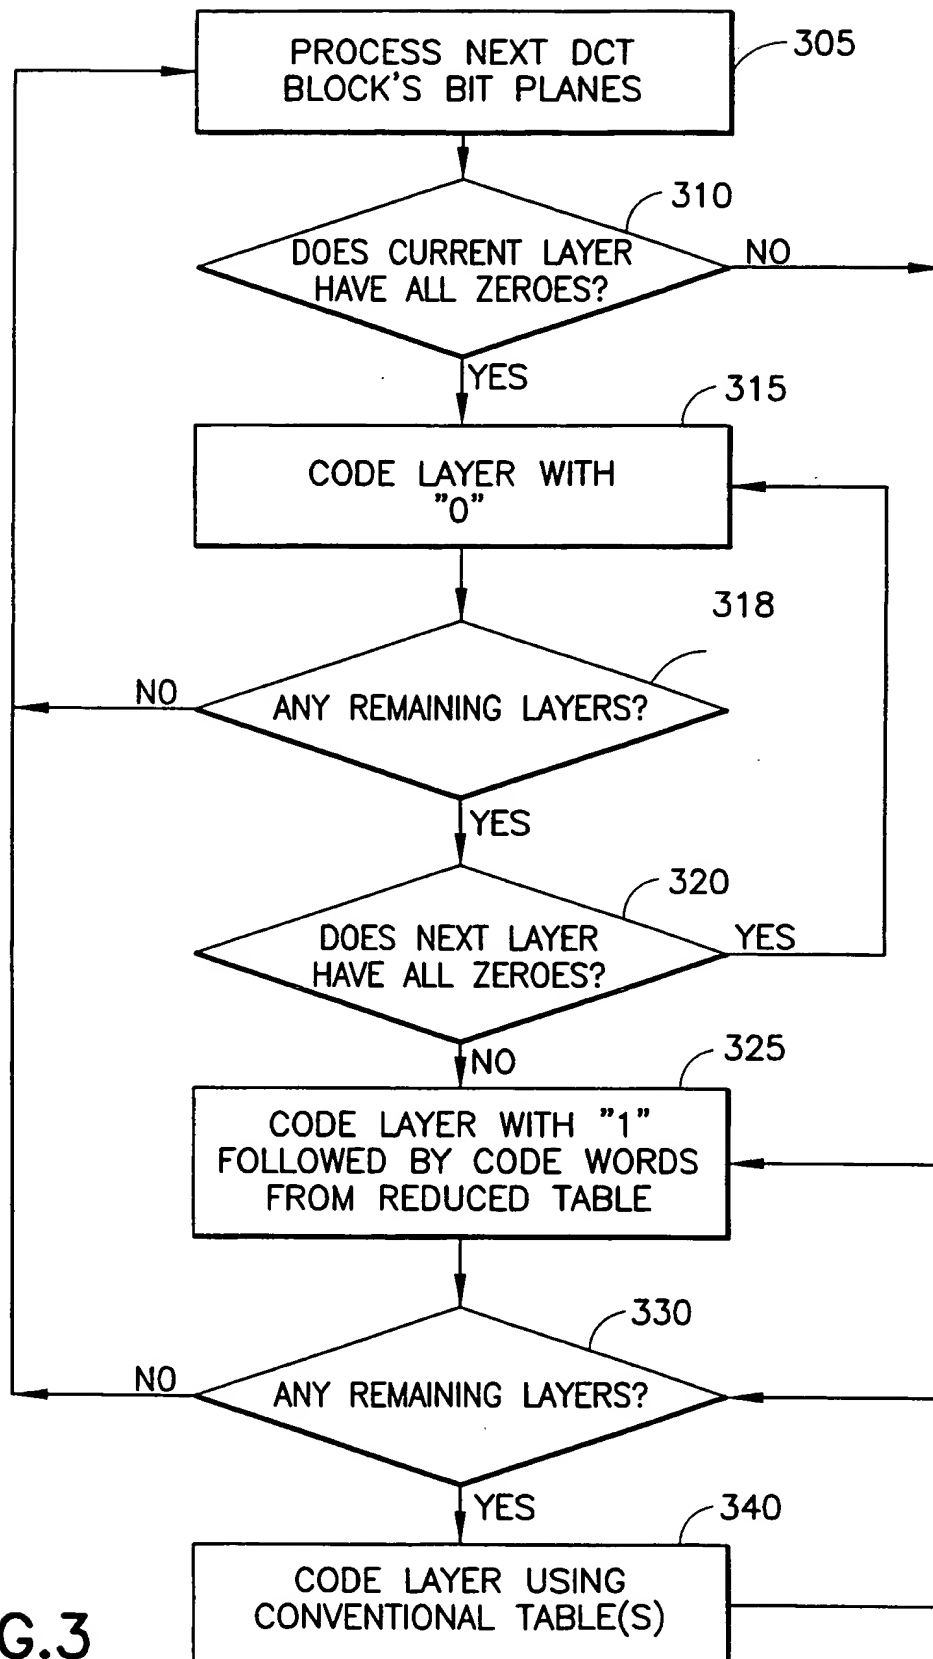 PROCESS NEXT DCT
BLOCK'S BIT PLANES
305
310
DOES CURRENT LAYER
HAVE ALL ZEROES?
NO
YES
315
CODE LAYER WITH
"0"
318
NO
ANY REMAINING LAYERS?
YES
320
DOES NEXT LAYER
HAVE ALL ZEROES?
YES
NO
325
CODE LAYER WITH "1"
FOLLOWED BY CODE WORDS
FROM REDUCED TABLE
330
NO
ANY REMAINING LAYERS?
YES
340
CODE LAYER USING
CONVENTIONAL TABLE(S)
G.3